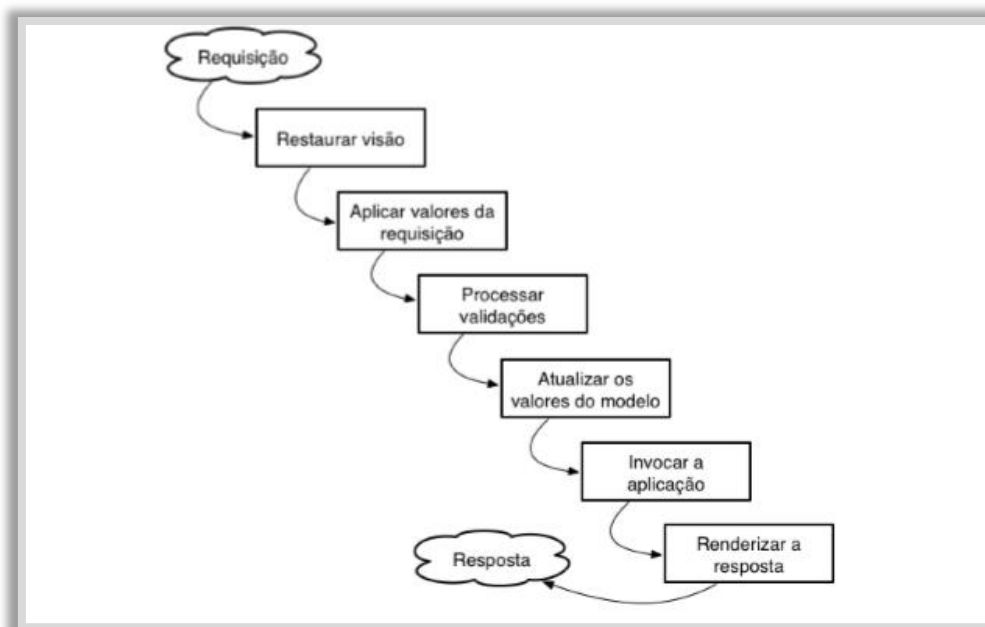 Requisição
Restaurar visão
Aplicar valores da
requisição
Processar
validações
Atualizar os
valores do modelo
Invocar a
aplicação
Renderizar a
resposta
Resposta